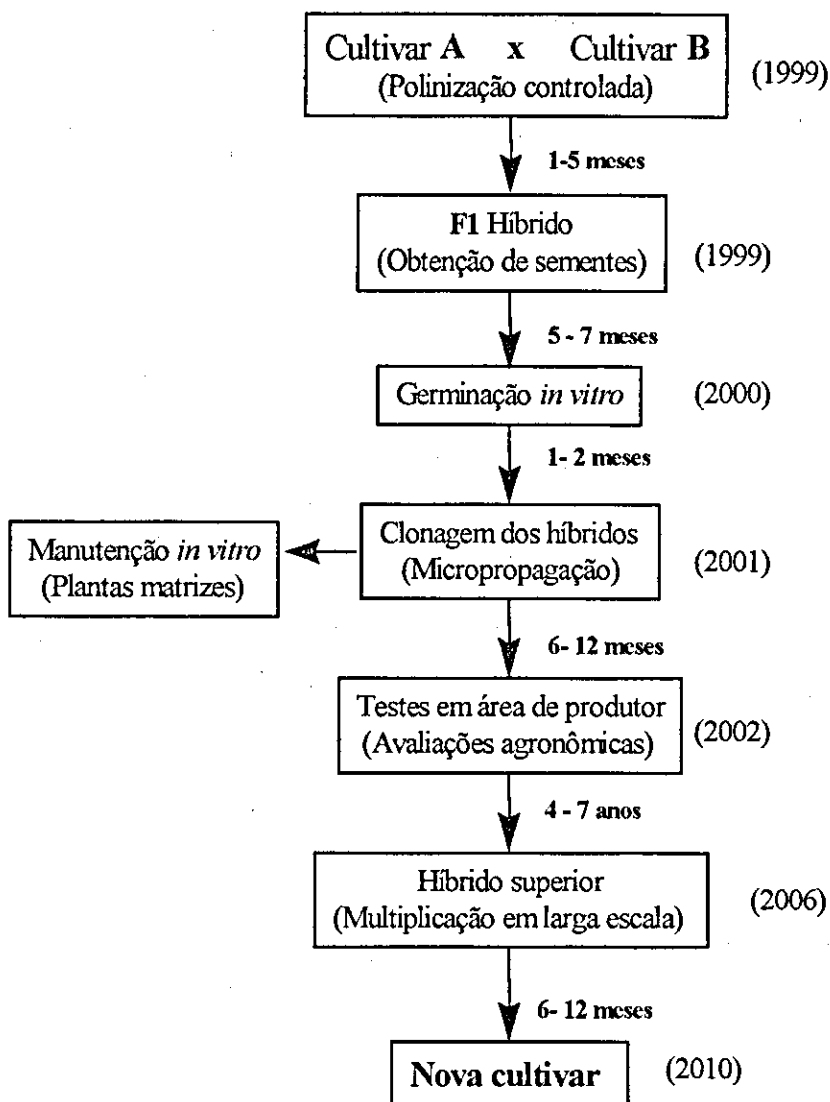 Cultivar A x Cultivar B
(Polinização controlada)
(1999)
1-5 meses
F1 Híbrido
(Obtenção de sementes)
(1999)
5 - 7 meses
Germinação in vitro
(2000)
1- 2 meses
Manutenção in vitro
(Plantas matrizes)
Clonagem dos híbridos
(Micropropagação)
(2001)
6- 12 meses
Testes em área de produtor
(Avaliações agronômicas)
(2002)
4 - 7 anos
Híbrido superior
(Multiplicação em larga escala)
(2006)
6- 12 meses
Nova cultivar
(2010)